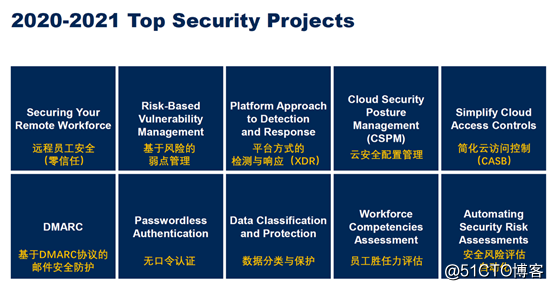 2020-2021 Top Security Projects
Securing Your
Remote Workforce
远程员工安全
(零信任)
Risk-Based
Vulnerability
Management
基于风险的
弱点管理
Platform Approach
to Detection
and Response
平台方式的
检测与响应（XDR)
Cloud Security
Posture
Management
(CSPM)
云安全配置管理
Simplify Cloud
Access Controls
简化云访问控制
(CASB)
DMARC
基于DMARC协议的
邮件安全防护
Passwordless
Authentication
无口令认证
Data Classification
and Protection
数据分类与保护
Workforce
Competencies
Assessment
员工胜任力评估
Automating
Security Risk
Assessments
安全风险评估
自动化
@51CTO博客